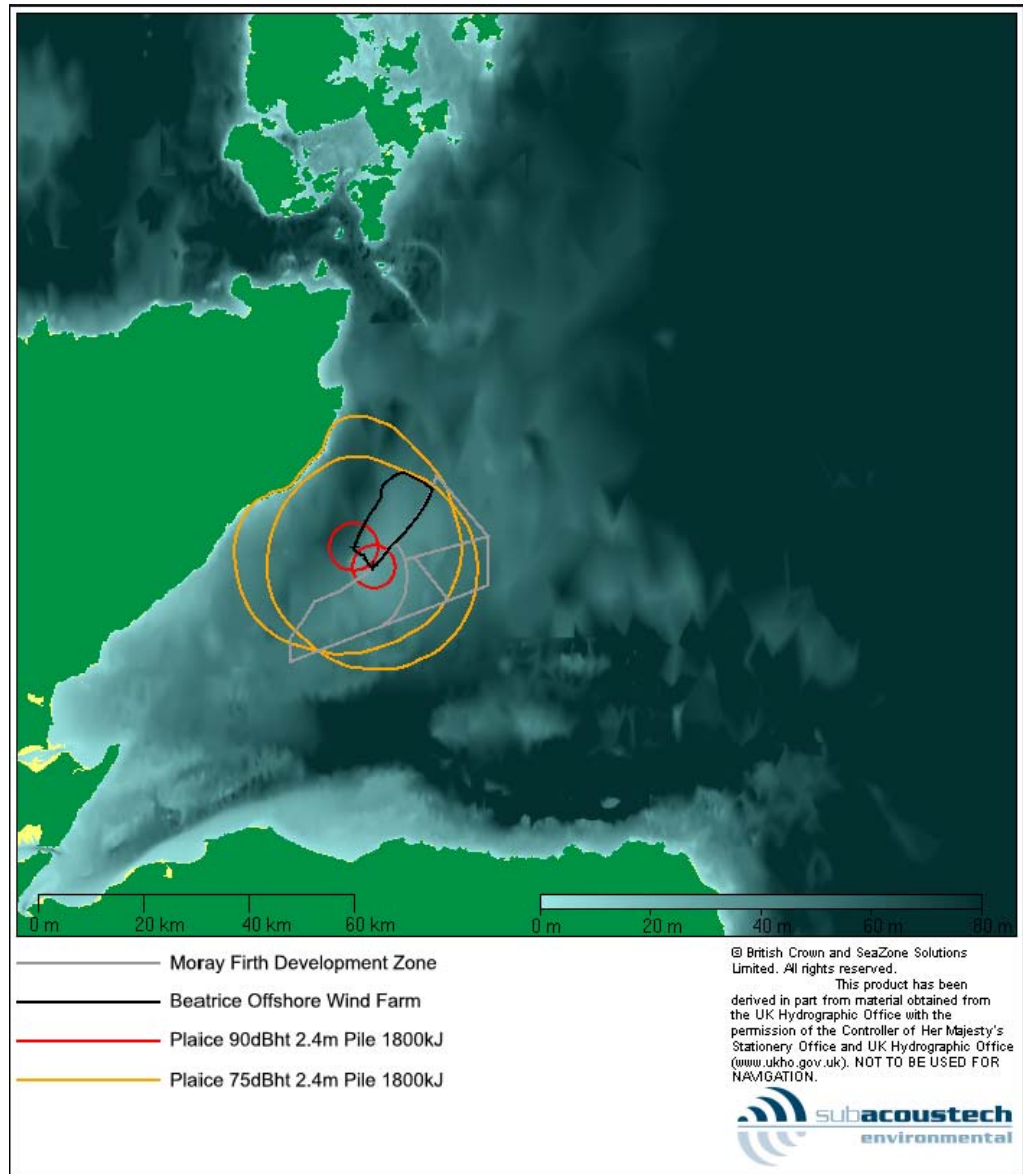 0 m 20 km 40 km 60 km 0 m 20 m 40 m 60 m 80 m
Moray Firth Development Zone
Beatrice Offshore Wind Farm
Plaice 90dBht 2.4m Pile 1800kJ
Plaice 75dBht 2.4m Pile 1800kJ
© British Crown and SeaZone Solutions
Limited. All rights reserved.
This product has been
derived in part from material obtained from
the UK Hydrographic Office with the
permission of the Controller of Her Majesty's
Stationery Office and UK Hydrographic Office
(www.ukho.gov.uk). NOT TO BE USED FOR
NAVIGATION.
subacoustech
environmental